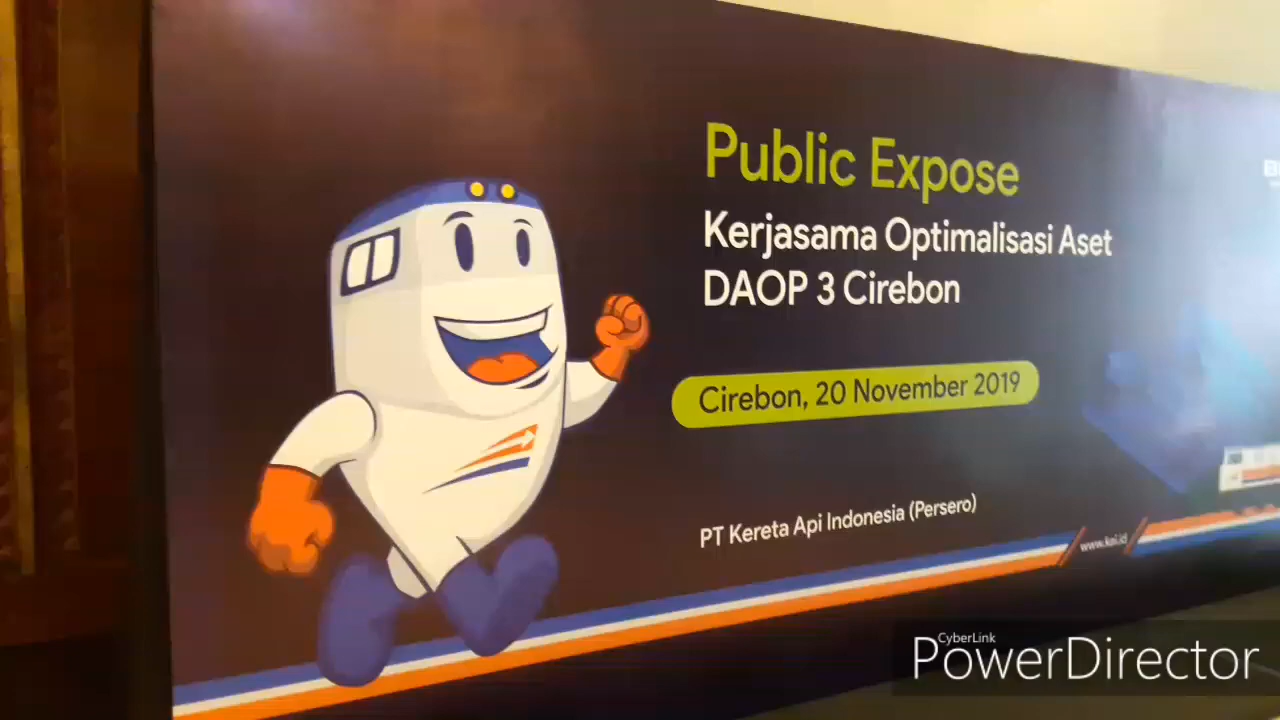 Public Expose
Kerjasama Optimalisasi Aset
DAOP 3 Cirebon
Cirebon, 20 November 2019
PT Kereta Api Indonesia (Persero)
www.kai.id
CyberLink
PowerDirector